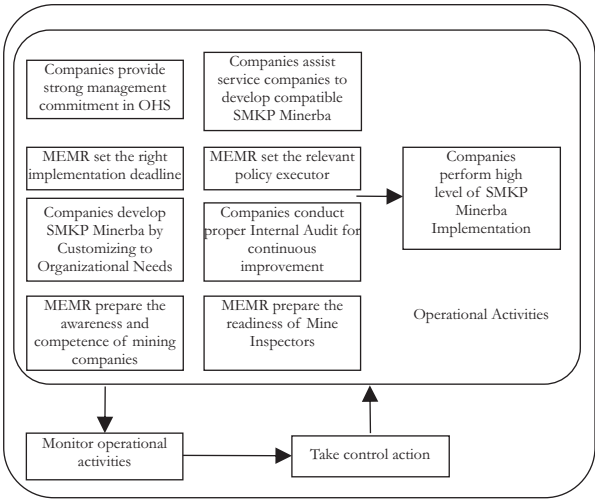 Companies provide
strong management
commitment in OHS
Companies assist
service companies to
develop compatible
SMKP Minerba
MEMR set the right
implementation deadline
MEMR set the relevant
policy executor
Companies
perform high
level of SMKP
Minerba
Implementation
Companies develop
SMKP Minerba by
Customizing to
Organizational Needs
Companies conduct
proper Internal Audit for
continuous
improvement
MEMR prepare the
awareness and
competence of mining
companies
MEMR prepare the
readiness of Mine
Inspectors
Operational Activities
Monitor operational
activities
Take control action